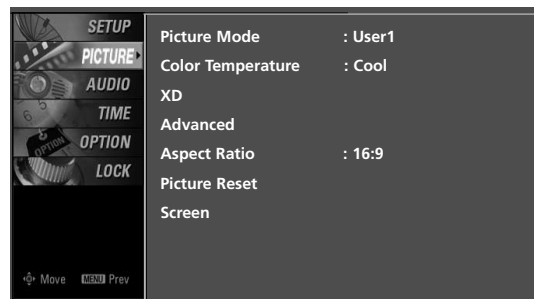 SETUP
PICTURE
AUDIO
TIME
OPTION
LOCK
Move MENU Prev
Picture Mode : User1
Color Temperature : Cool
XD
Advanced
Aspect Ratio : 16:9
Picture Reset
Screen